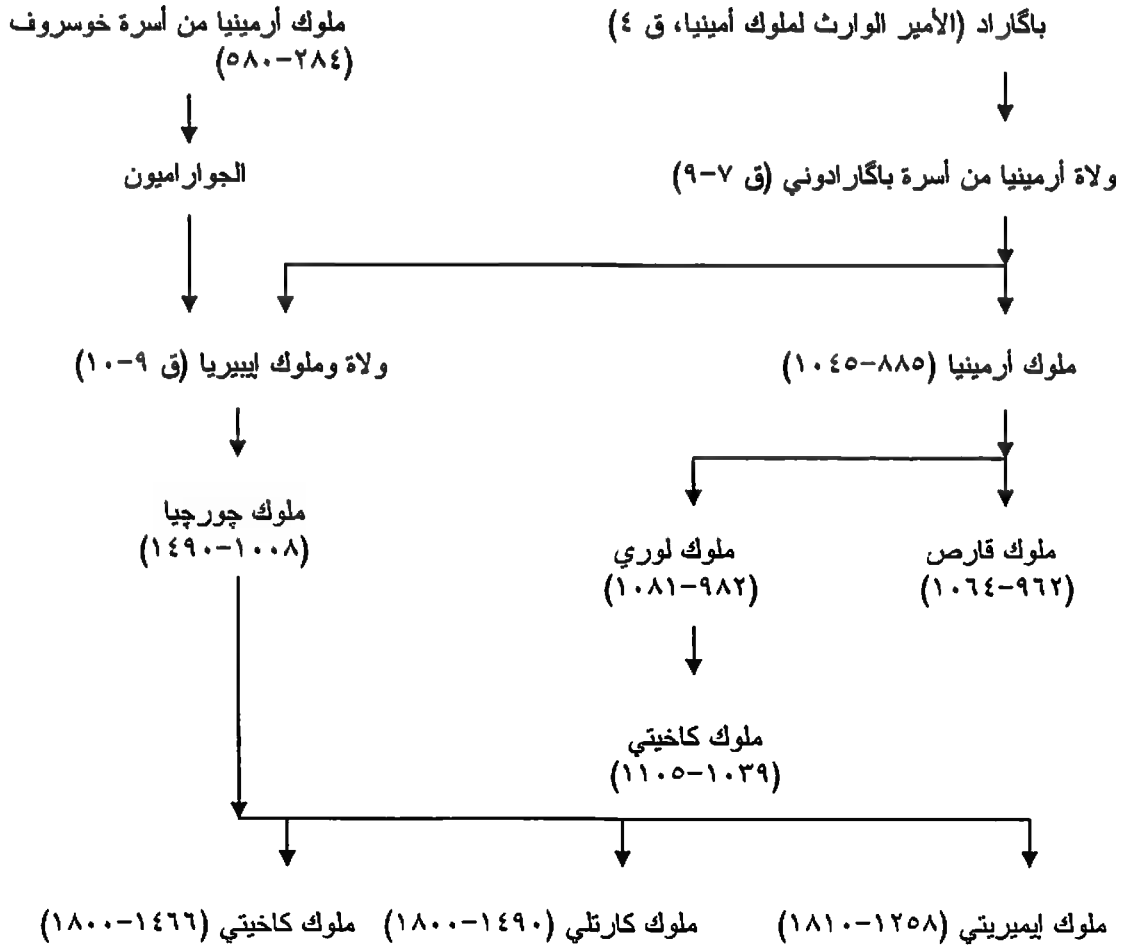 باگاراد (الأمير الوارث لملوك أمينيا، ق ٤)
ملوك أرمينيا من أسرة خوسروف
(٢٨٤-٥٨٠)
ولاة أرمينيا من أسرة باگارادوني (ق ٧-٩)
الجواراميون
ملوك أرمينيا (٨٨٥-١٠٤٥)
ولاة وملوك إيبيريا (ق ٩-١٠)
ملوك قارص
(٩٦٢-١٠٦٤)
ملوك لوري
(٩٨٢-١٠٨١)
ملوك چورچيا
(١٠٠٨-١٤٩٠)
ملوك كاخيتي
(١٠٣٩-١١٠٥)
ملوك إيميريتي (١٢٥٨-١٨١٠)
ملوك كارتلي (١٤٩٠-١٨٠٠)
ملوك كاخيتي (١٤٦٦-١٨٠٠)